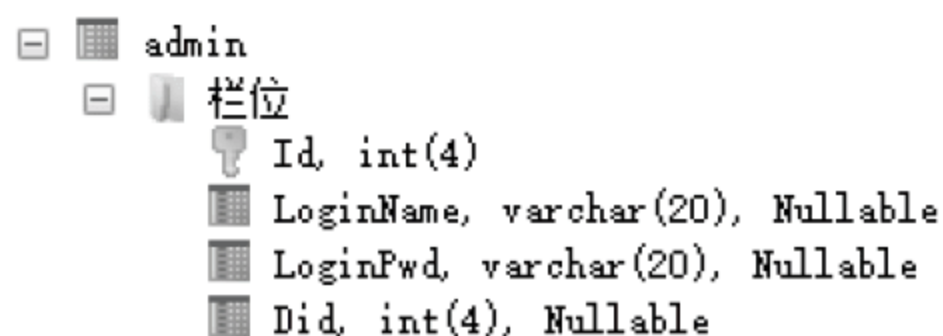 admin
栏位
Id, int(4)
LoginName, varchar(20), Nullable
LoginPwd, varchar(20), Nullable
Did, int(4), Nullable